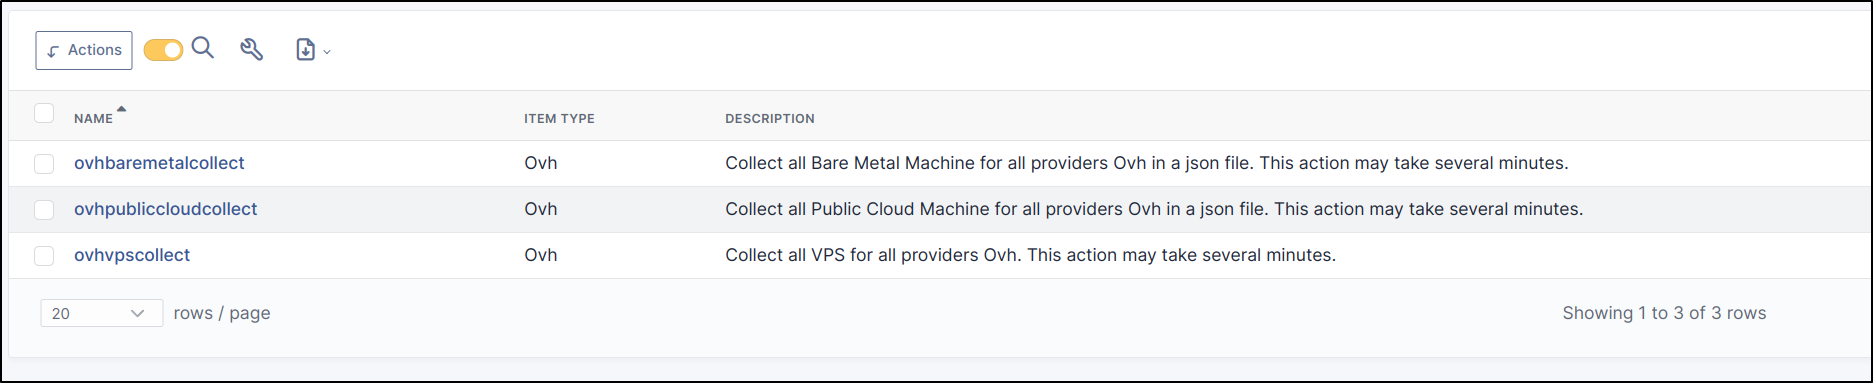 Actions
NAME ITEM TYPE DESCRIPTION
ovhbaremetalcollect Ovh Collect all Bare Metal Machine for all providers Ovh in a json file. This action may take several minutes.
ovhpubliccloudcollect Ovh Collect all Public Cloud Machine for all providers Ovh in a json file. This action may take several minutes.
ovhvpscollect Ovh Collect all VPS for all providers Ovh. This action may take several minutes.
20 rows / page Showing 1 to 3 of 3 rows